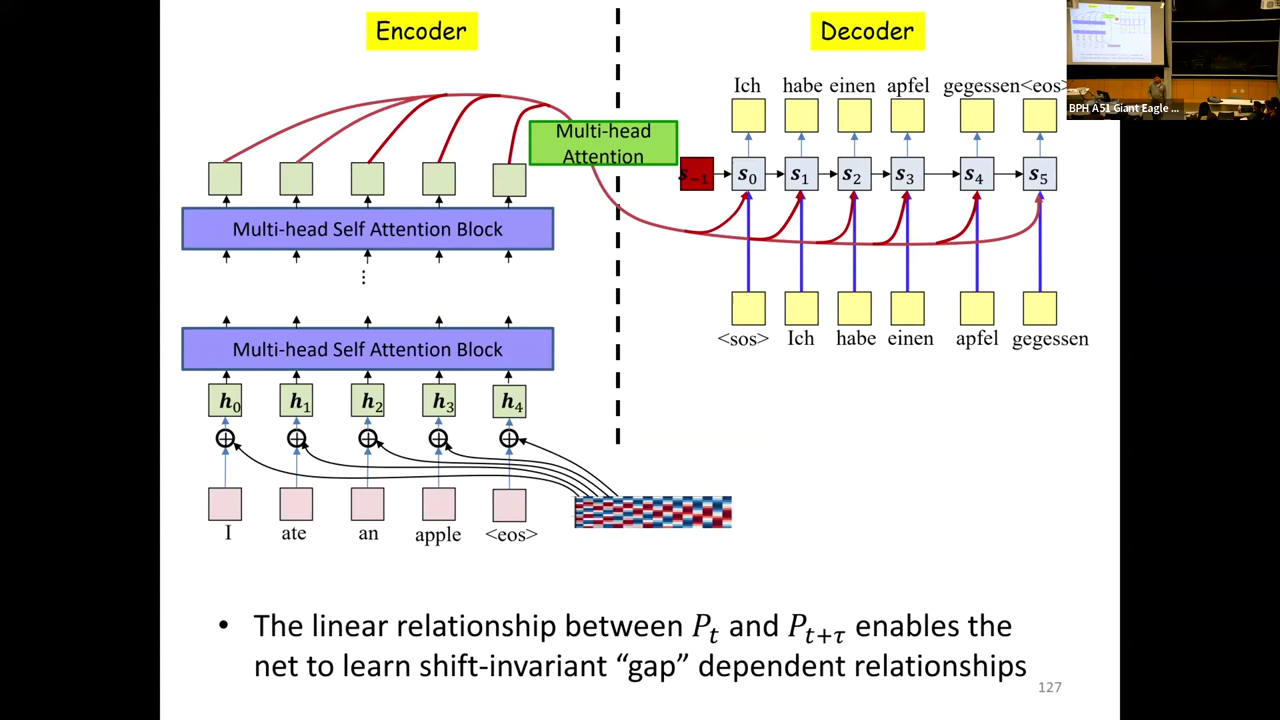 Encoder
Decoder
Ich habe einen apfel gegessen<eos>
Multi-head
Attention
s₋₁ s₀ s₁ s₂ s₃ s₄ s₅
BPH A51 Giant Eagle ...
Multi-head Self Attention Block
⋮
Multi-head Self Attention Block
<sos> Ich habe einen apfel gegessen
h₀ h₁ h₂ h₃ h₄
I ate an apple <eos>
• The linear relationship between Pₜ and Pₜ₊τ enables the
net to learn shift-invariant “gap” dependent relationships
127